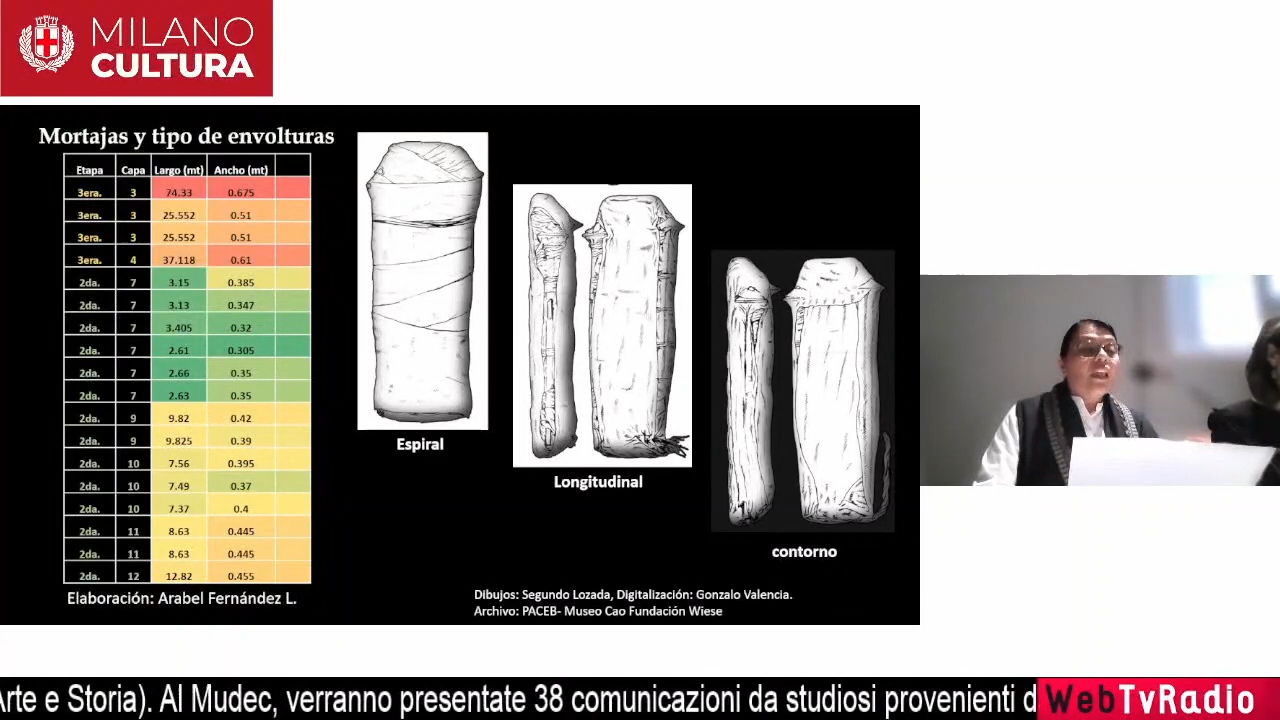 MILANO
CULTURA
Mortajas y tipo de envolturas
Etapa Capa Largo (mt) Ancho (mt)
3era. 3 74.33 0.675
3era. 3 25.552 0.51
3era. 3 25.552 0.51
3era. 4 37.118 0.61
2da. 7 3.15 0.385
2da. 7 3.13 0.347
2da. 7 3.405 0.32
2da. 7 2.61 0.305
2da. 7 2.66 0.35
2da. 7 2.63 0.35
2da. 9 9.82 0.42
2da. 9 9.825 0.39
2da. 10 7.56 0.395
2da. 10 7.49 0.37
2da. 10 7.37 0.4
2da. 11 8.63 0.445
2da. 11 8.63 0.445
2da. 12 12.82 0.455
Elaboración: Arabel Fernández L.
Espiral
Longitudinal
contorno
Dibujos: Segundo Lozada, Digitalización: Gonzalo Valencia.
Archivo: PACEB- Museo Cao Fundación Wiese
Arte e Storia). Al Mudec, verranno presentate 38 comunicazioni da studiosi provenienti d
WebTvRadio